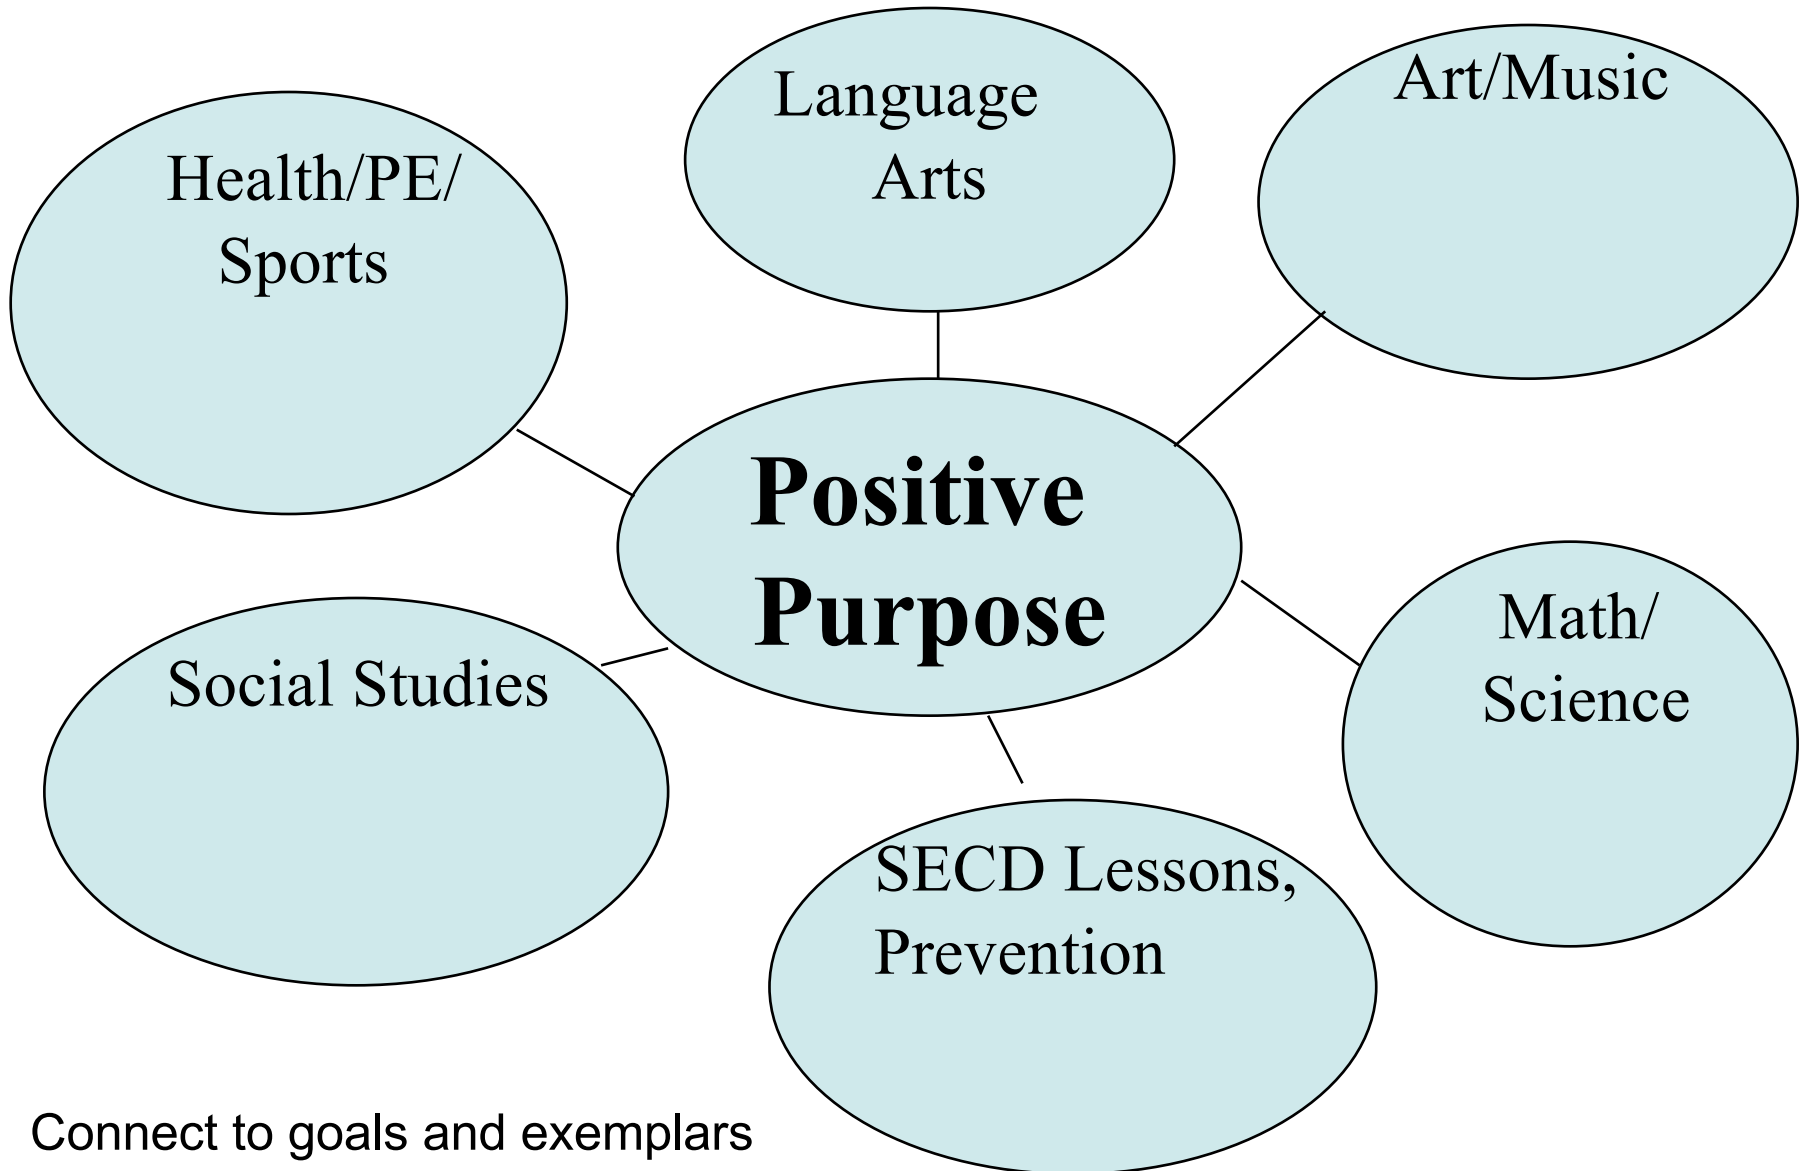 Language
Arts
Art/Music
Health/PE/
Sports
Positive
Purpose
Math/
Science
Social Studies
SECD Lessons,
Prevention
Connect to goals and exemplars